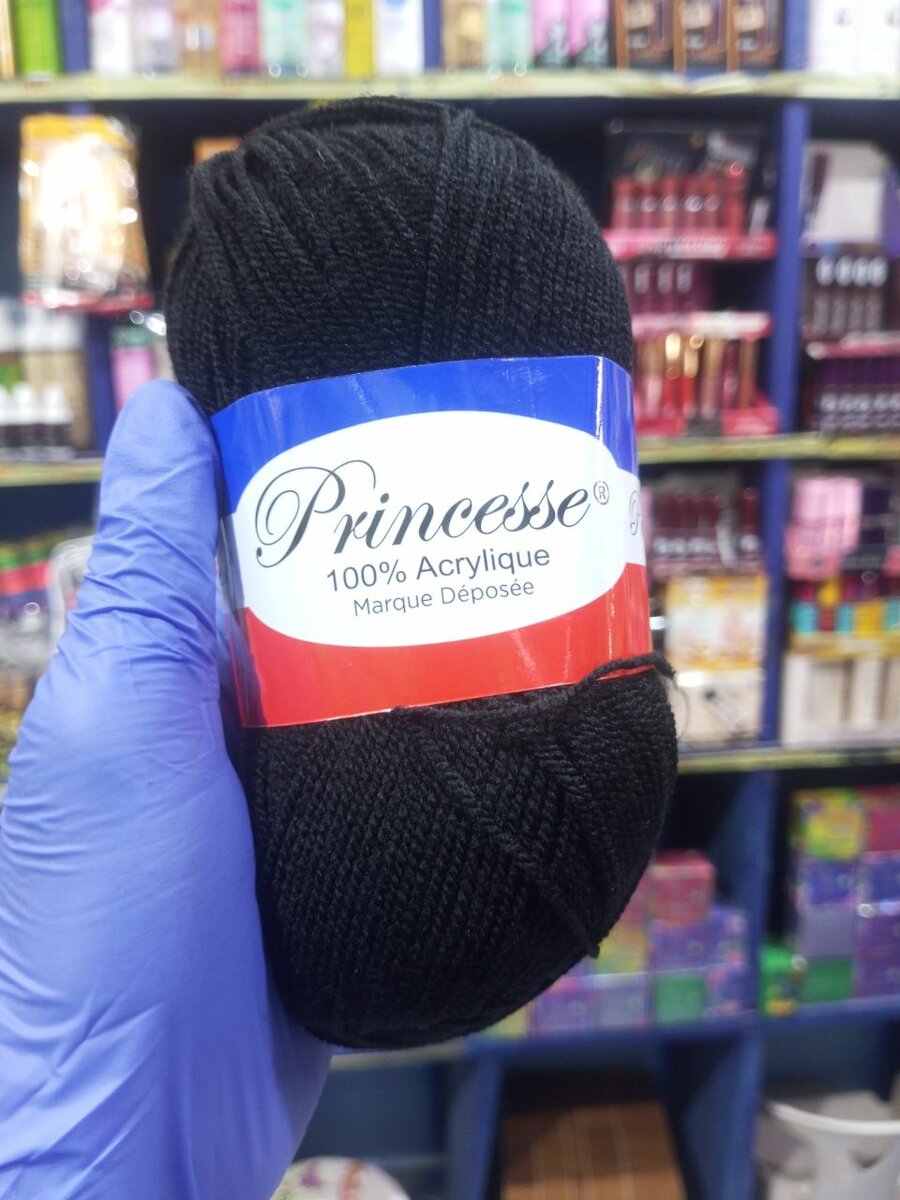 Princesse®
100% Acrylique
Marque Déposée